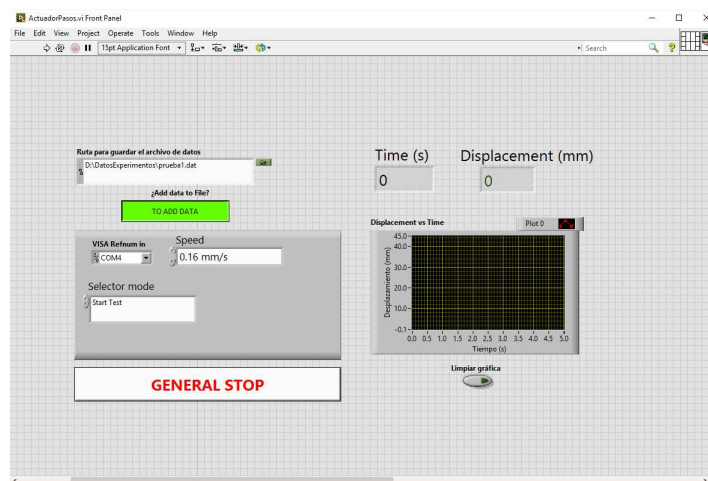 ActuadorPasos.vi Front Panel
File Edit View Project Operate Tools Window Help
15pt Application Font
Search
Ruta para guardar el archivo de datos
D:\DatosExperimentos\prueba1.dat
¿Add data to File?
TO ADD DATA
VISA Refnum in
COM4
Speed
0.16 mm/s
Selector mode
Start Test
GENERAL STOP
Time (s)
0
Displacement (mm)
0
Displacement vs Time
Plot 0
Desplazamiento (mm)
45.0
40.0
30.0
20.0
10.0
-0.1
0.0 0.5 1.0 1.5 2.0 2.5 3.0 3.5 4.0 4.5 5.0
Tiempo (s)
Limpiar gráfica